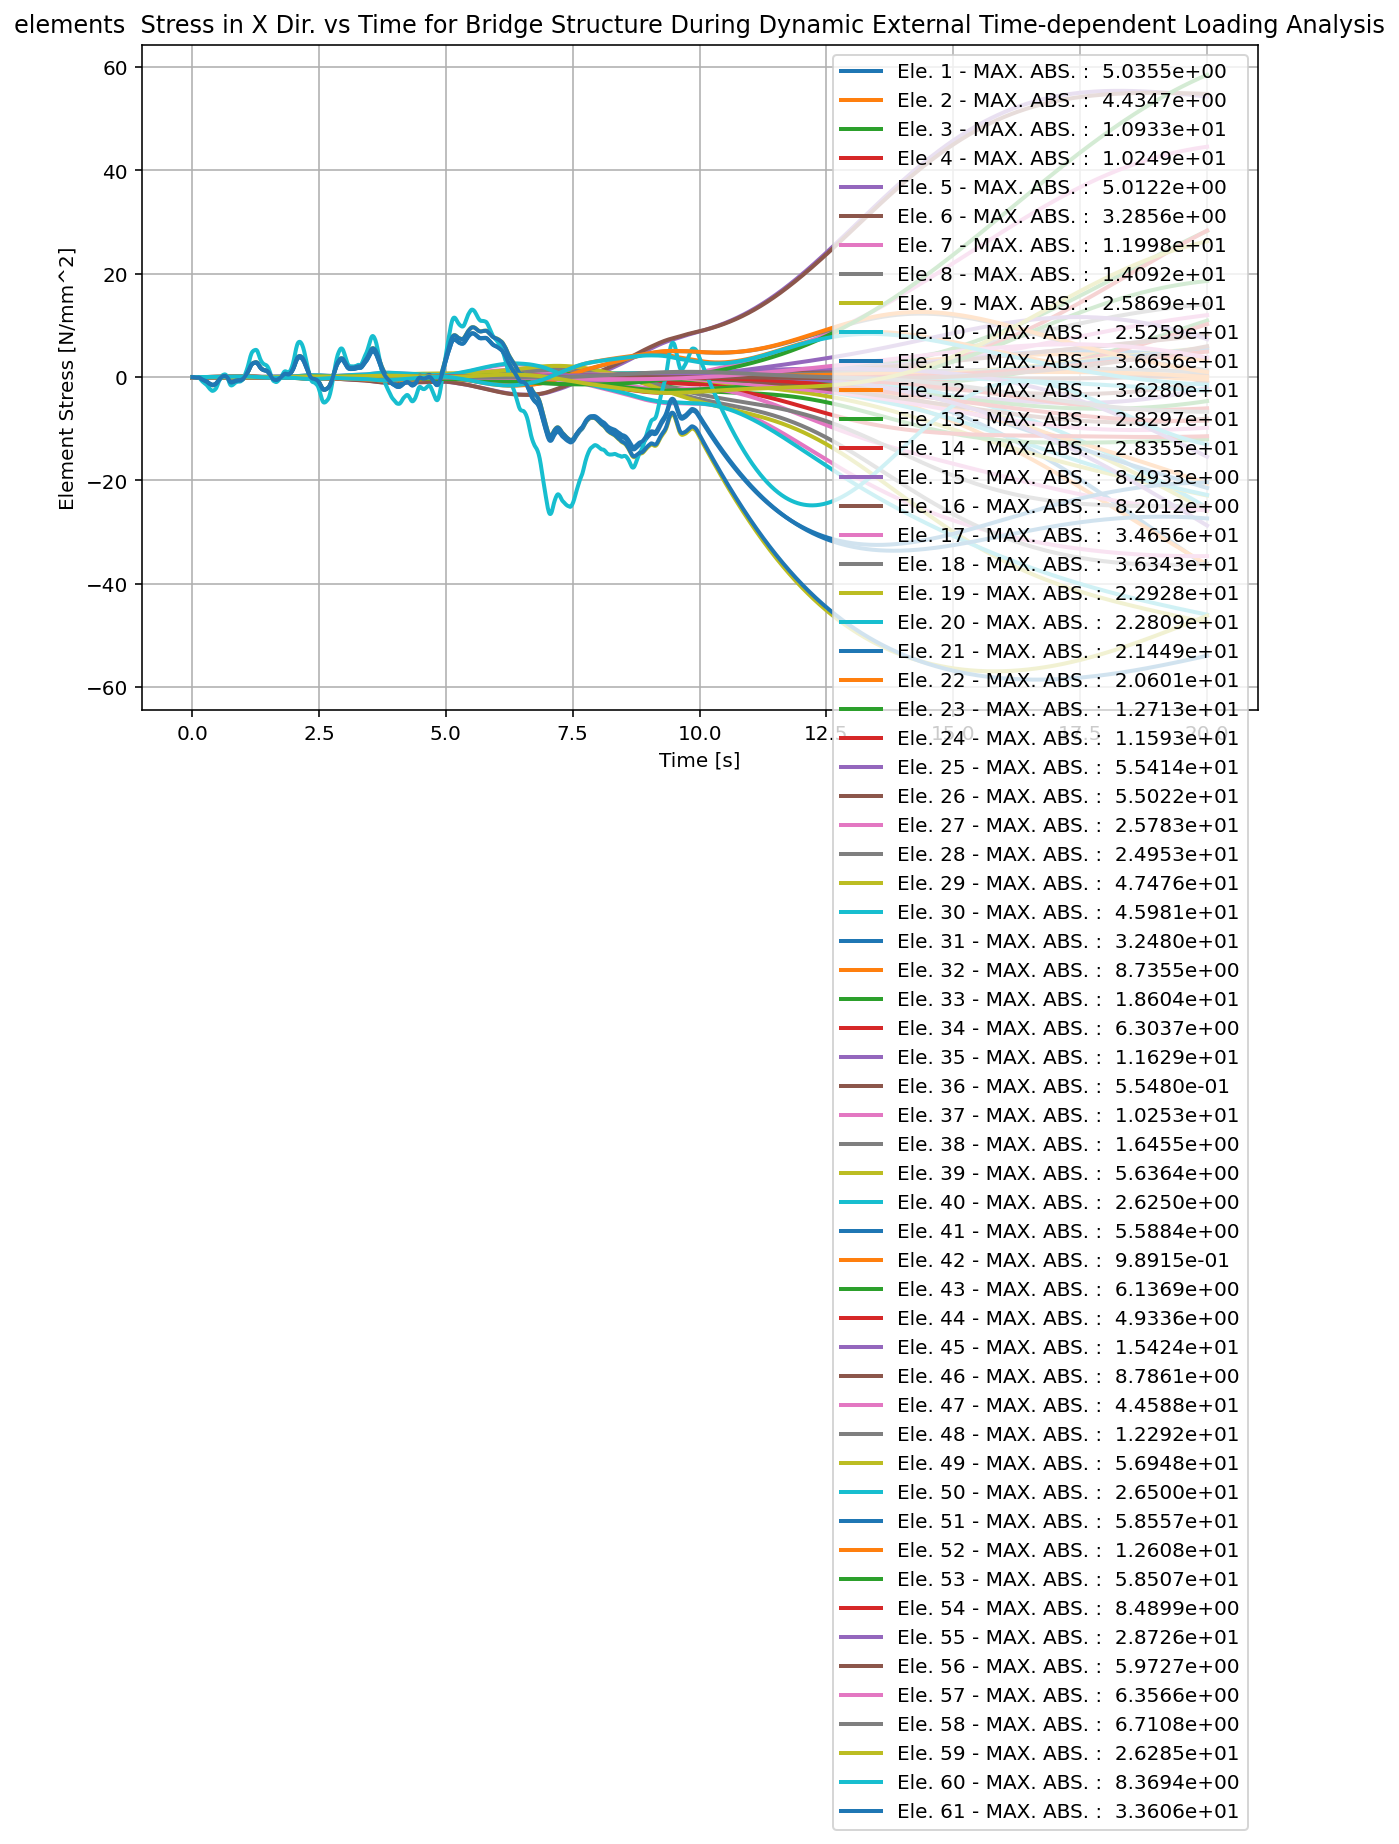 elements  Stress in X Dir. vs Time for Bridge Structure During Dynamic External Time-dependent Loading Analysis
Element Stress [N/mm^2]
60
40
20
0
−20
−40
−60
0.0
2.5
5.0
7.5
10.0
12.5
15.0
17.5
20.0
Time [s]
Ele. 1 - MAX. ABS. :  5.0355e+00
Ele. 2 - MAX. ABS. :  4.4347e+00
Ele. 3 - MAX. ABS. :  1.0933e+01
Ele. 4 - MAX. ABS. :  1.0249e+01
Ele. 5 - MAX. ABS. :  5.0122e+00
Ele. 6 - MAX. ABS. :  3.2856e+00
Ele. 7 - MAX. ABS. :  1.1998e+01
Ele. 8 - MAX. ABS. :  1.4092e+01
Ele. 9 - MAX. ABS. :  2.5869e+01
Ele. 10 - MAX. ABS. :  2.5259e+01
Ele. 11 - MAX. ABS. :  3.6656e+01
Ele. 12 - MAX. ABS. :  3.6280e+01
Ele. 13 - MAX. ABS. :  2.8297e+01
Ele. 14 - MAX. ABS. :  2.8355e+01
Ele. 15 - MAX. ABS. :  8.4933e+00
Ele. 16 - MAX. ABS. :  8.2012e+00
Ele. 17 - MAX. ABS. :  3.4656e+01
Ele. 18 - MAX. ABS. :  3.6343e+01
Ele. 19 - MAX. ABS. :  2.2928e+01
Ele. 20 - MAX. ABS. :  2.2809e+01
Ele. 21 - MAX. ABS. :  2.1449e+01
Ele. 22 - MAX. ABS. :  2.0601e+01
Ele. 23 - MAX. ABS. :  1.2713e+01
Ele. 24 - MAX. ABS. :  1.1593e+01
Ele. 25 - MAX. ABS. :  5.5414e+01
Ele. 26 - MAX. ABS. :  5.5022e+01
Ele. 27 - MAX. ABS. :  2.5783e+01
Ele. 28 - MAX. ABS. :  2.4953e+01
Ele. 29 - MAX. ABS. :  4.7476e+01
Ele. 30 - MAX. ABS. :  4.5981e+01
Ele. 31 - MAX. ABS. :  3.2480e+01
Ele. 32 - MAX. ABS. :  8.7355e+00
Ele. 33 - MAX. ABS. :  1.8604e+01
Ele. 34 - MAX. ABS. :  6.3037e+00
Ele. 35 - MAX. ABS. :  1.1629e+01
Ele. 36 - MAX. ABS. :  5.5480e-01
Ele. 37 - MAX. ABS. :  1.0253e+01
Ele. 38 - MAX. ABS. :  1.6455e+00
Ele. 39 - MAX. ABS. :  5.6364e+00
Ele. 40 - MAX. ABS. :  2.6250e+00
Ele. 41 - MAX. ABS. :  5.5884e+00
Ele. 42 - MAX. ABS. :  9.8915e-01
Ele. 43 - MAX. ABS. :  6.1369e+00
Ele. 44 - MAX. ABS. :  4.9336e+00
Ele. 45 - MAX. ABS. :  1.5424e+01
Ele. 46 - MAX. ABS. :  8.7861e+00
Ele. 47 - MAX. ABS. :  4.4588e+01
Ele. 48 - MAX. ABS. :  1.2292e+01
Ele. 49 - MAX. ABS. :  5.6948e+01
Ele. 50 - MAX. ABS. :  2.6500e+01
Ele. 51 - MAX. ABS. :  5.8557e+01
Ele. 52 - MAX. ABS. :  1.2608e+01
Ele. 53 - MAX. ABS. :  5.8507e+01
Ele. 54 - MAX. ABS. :  8.4899e+00
Ele. 55 - MAX. ABS. :  2.8726e+01
Ele. 56 - MAX. ABS. :  5.9727e+00
Ele. 57 - MAX. ABS. :  6.3566e+00
Ele. 58 - MAX. ABS. :  6.7108e+00
Ele. 59 - MAX. ABS. :  2.6285e+01
Ele. 60 - MAX. ABS. :  8.3694e+00
Ele. 61 - MAX. ABS. :  3.3606e+01